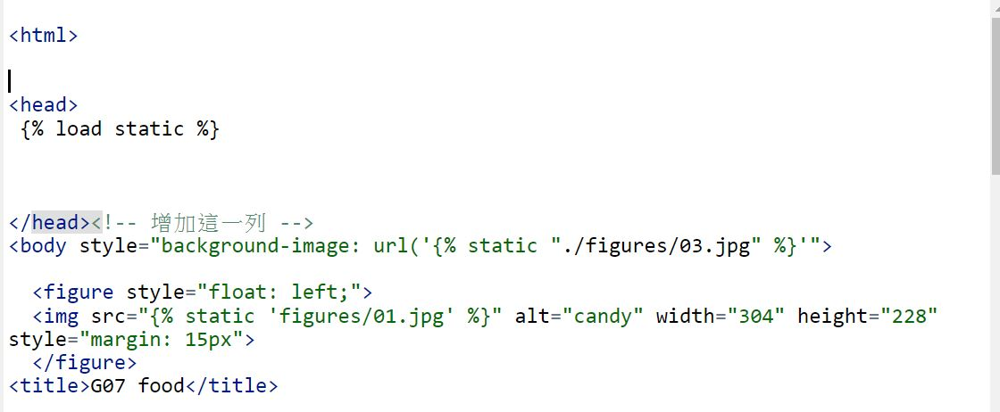 <html>
<head>
{% load static %}
</head><!-- 增加這一列 -->
<body style="background-image: url('{% static "./figures/03.jpg" %}'">
<figure style="float: left;">
<img src="{% static 'figures/01.jpg' %}" alt="candy" width="304" height="228"
style="margin: 15px">
</figure>
<title>G07 food</title>